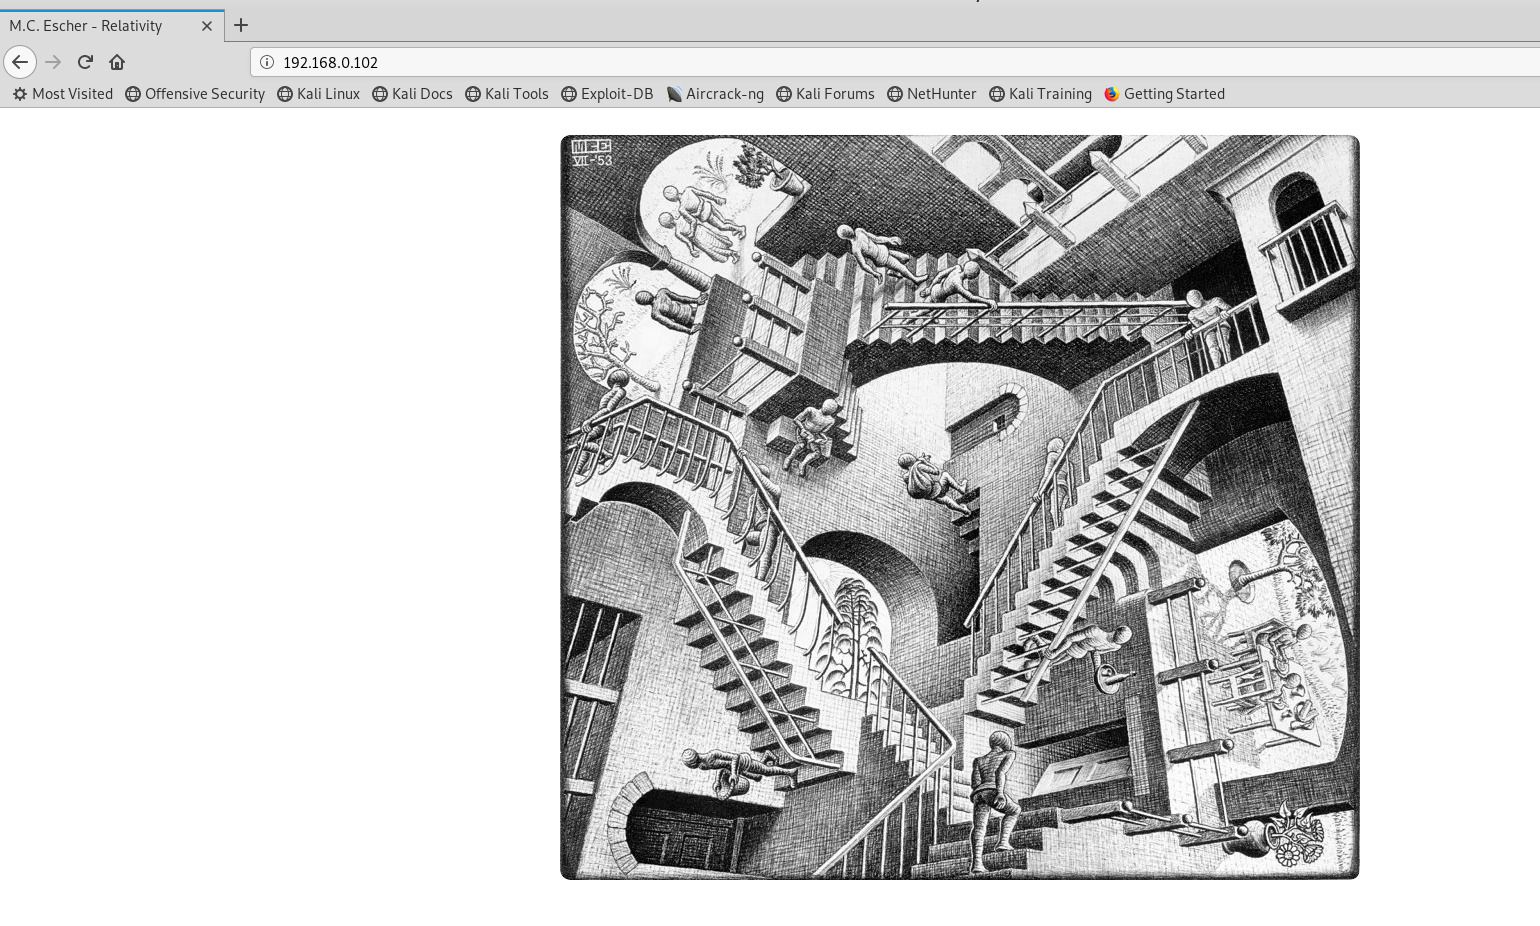 M.C. Escher - Relativity
192.168.0.102
Most Visited Offensive Security Kali Linux Kali Docs Kali Tools Exploit-DB Aircrack-ng Kali Forums NetHunter Kali Training Getting Started
MCE
VII-'53